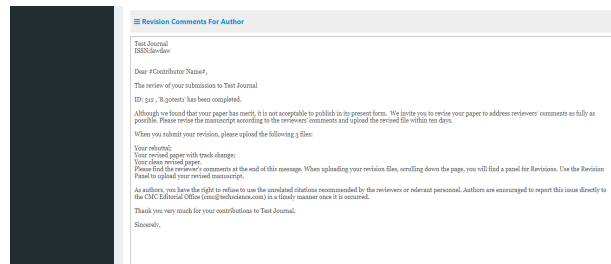 Revision Comments For Author
Test Journal
ISSN:dawdaw
Dear #Contributor Name#,
The review of your submission to Test Journal
ID: 312 , '8.30tests' has been completed.
Although we found that your paper has merit, it is not acceptable to publish in its present form. We invite you to revise your paper to address reviewers' comments as fully as
possible. Please revise the manuscript according to the reviewers' comments and upload the revised file within ten days.
When you submit your revision, please upload the following 3 files:
Your rebuttal;
Your revised paper with track change;
Your clean revised paper.
Please find the reviewer's comments at the end of this message. When uploading your revision files, scrolling down the page, you will find a panel for Revisions. Use the Revision
Panel to upload your revised manuscript.
As authors, you have the right to refuse to use the unrelated citations recommended by the reviewers or relevant personnel. Authors are encouraged to report this issue directly to
the CMC Editorial Office (cmc@techscience.com) in a timely manner once it is occurred.
Thank you very much for your contributions to Test Journal.
Sincerely,